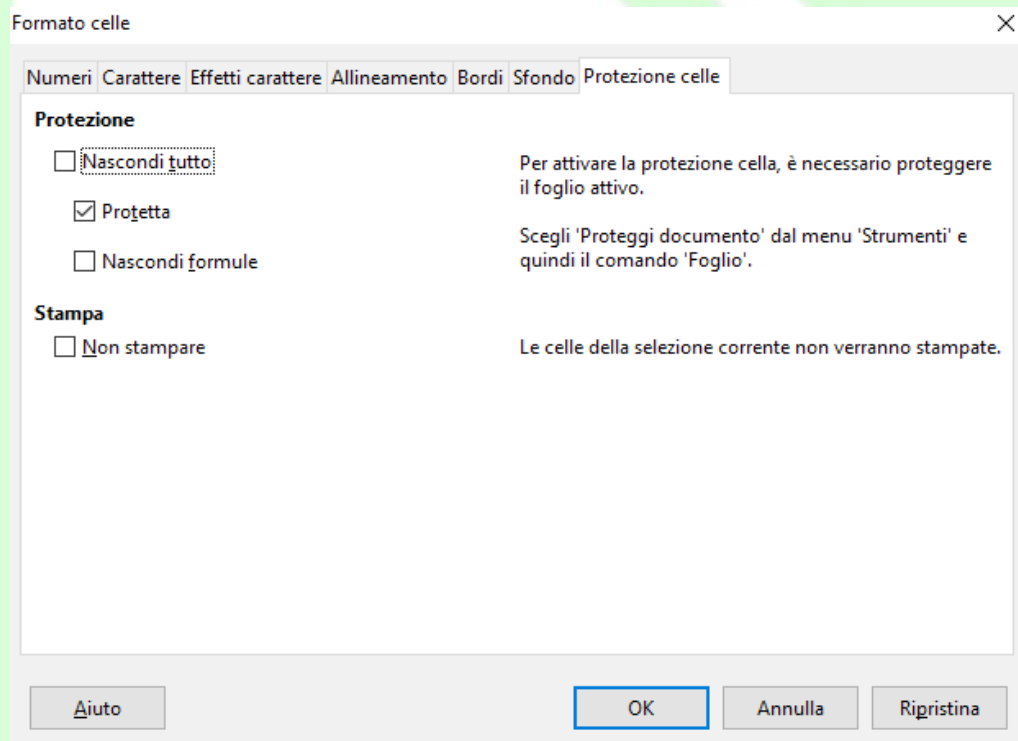 Formato celle
Numeri Carattere Effetti carattere Allineamento Bordi Sfondo Protezione celle
Protezione
Nascondi tutto
Per attivare la protezione cella, è necessario proteggere
il foglio attivo.
Protetta
Scegli 'Proteggi documento' dal menu 'Strumenti' e
quindi il comando 'Foglio'.
Nascondi formule
Stampa
Non stampare
Le celle della selezione corrente non verranno stampate.
Aiuto OK Annulla Ripristina